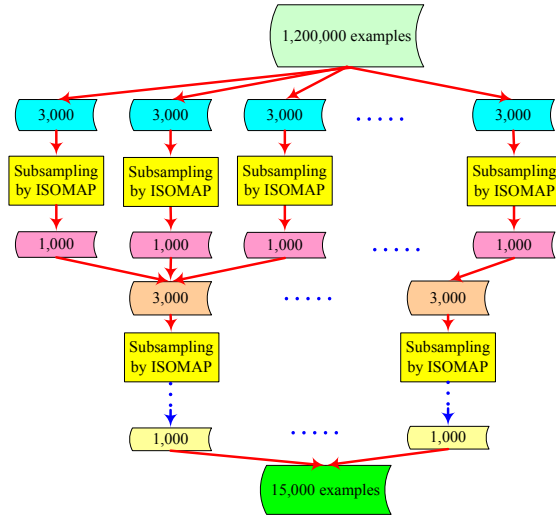 1,200,000 examples
3,000
3,000
3,000
3,000
Subsampling
by ISOMAP
Subsampling
by ISOMAP
Subsampling
by ISOMAP
Subsampling
by ISOMAP
1,000
1,000
1,000
1,000
3,000
3,000
Subsampling
by ISOMAP
Subsampling
by ISOMAP
1,000
1,000
15,000 examples